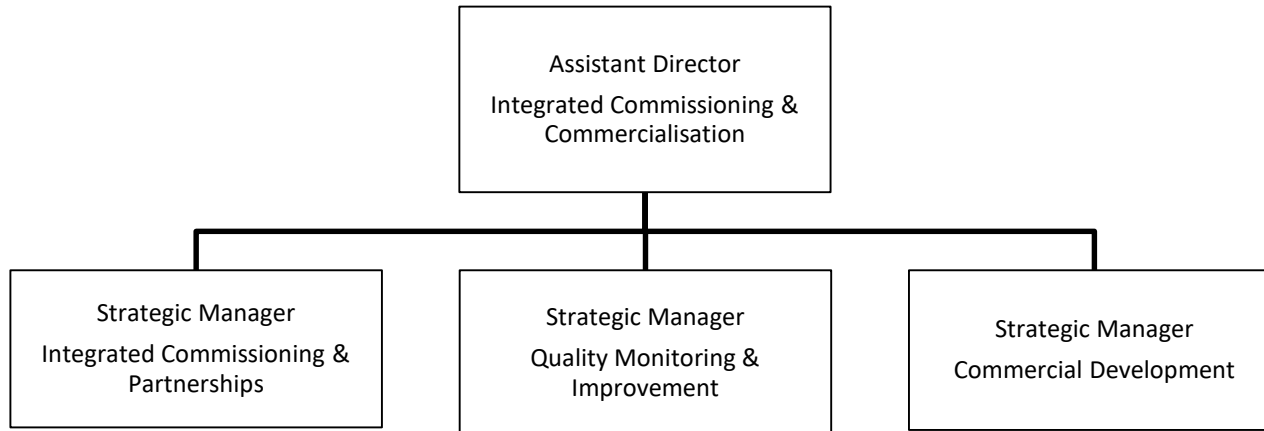 Assistant Director
Integrated Commissioning &
Commercialisation
Strategic Manager
Integrated Commissioning &
Partnerships
Strategic Manager
Quality Monitoring &
Improvement
Strategic Manager
Commercial Development